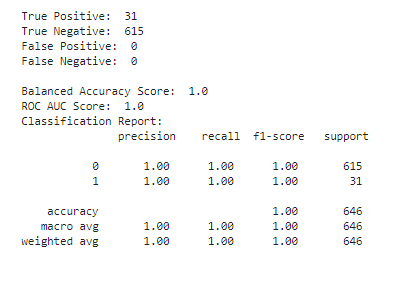 True Positive:  31
True Negative:  615
False Positive:  0
False Negative:  0
Balanced Accuracy Score:  1.0
ROC AUC Score:  1.0
Classification Report:
precision    recall  f1-score   support
0       1.00      1.00      1.00       615
1       1.00      1.00      1.00        31
accuracy                           1.00       646
macro avg       1.00      1.00      1.00       646
weighted avg       1.00      1.00      1.00       646